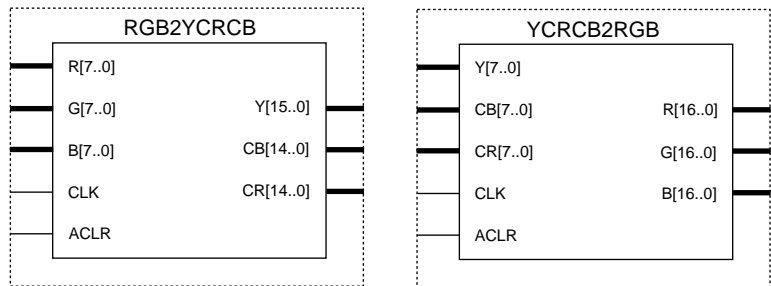 RGB2YCRCB
R[7..0]
G[7..0] Y[15..0]
B[7..0] CB[14..0]
CLK CR[14..0]
ACLR
YCRCB2RGB
Y[7..0]
CB[7..0] R[16..0]
CR[7..0] G[16..0]
CLK B[16..0]
ACLR